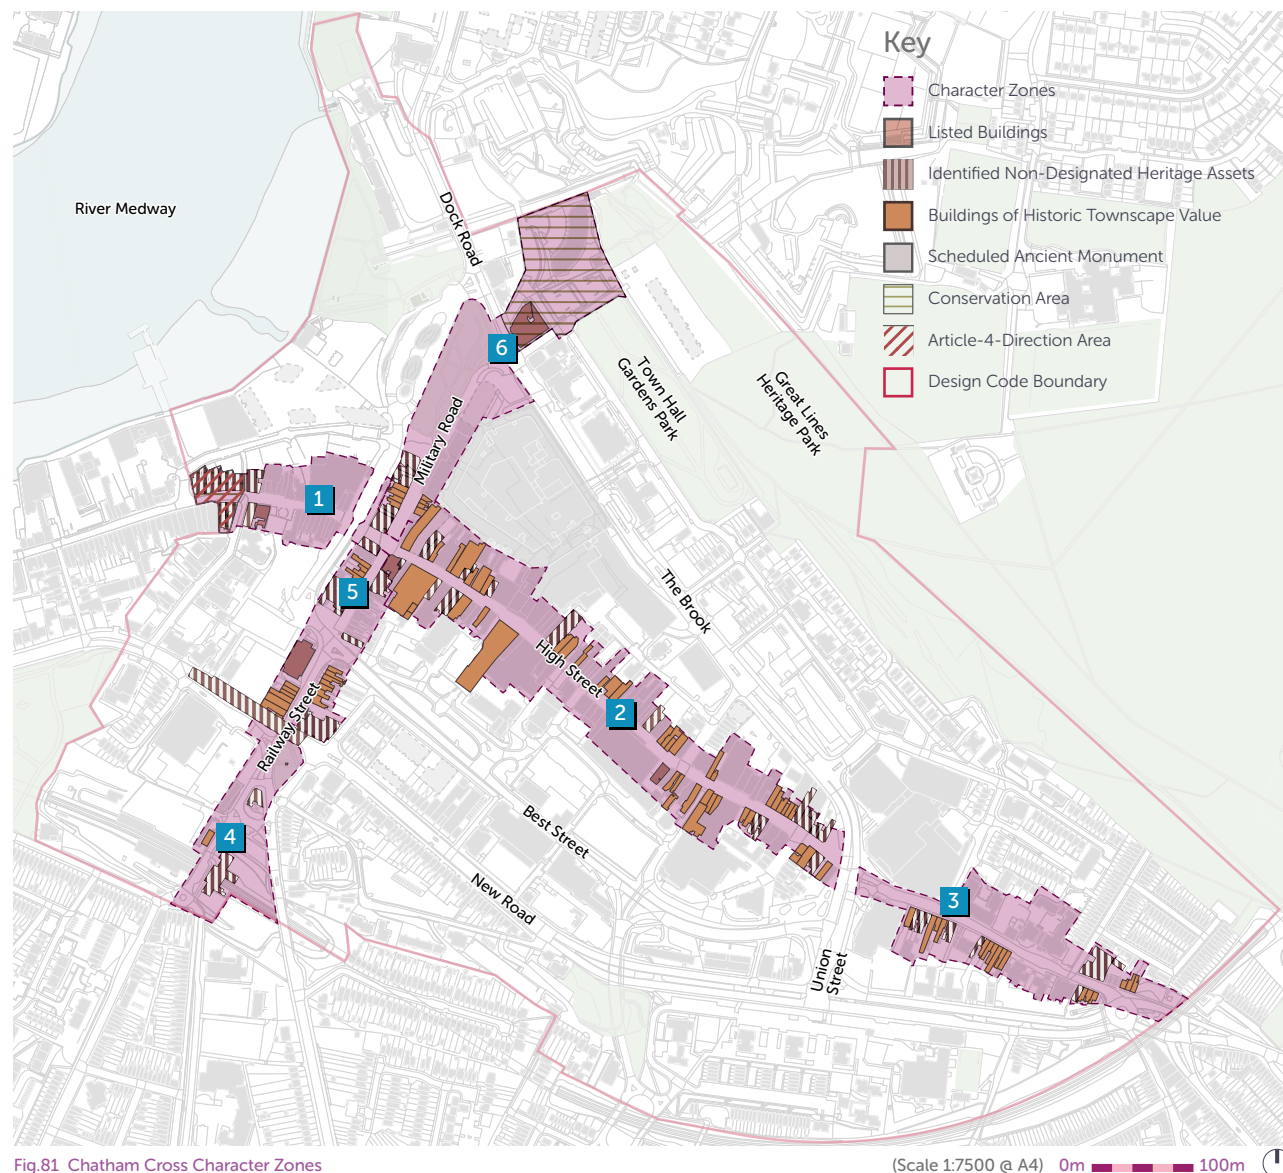 Key
Character Zones
Listed Buildings
Identified Non-Designated Heritage Assets
Buildings of Historic Townscape Value
Scheduled Ancient Monument
Conservation Area
Article-4-Direction Area
Design Code Boundary
River Medway
Dock Road
6
Town Hall
Gardens Park
Great Lines
Heritage Park
Military Road
1
5
The Brook
High Street
2
Railway Street
4
Best Street
New Road
3
Union
Street
Fig.81 Chatham Cross Character Zones
(Scale 1:7500 @ A4) 0m 100m